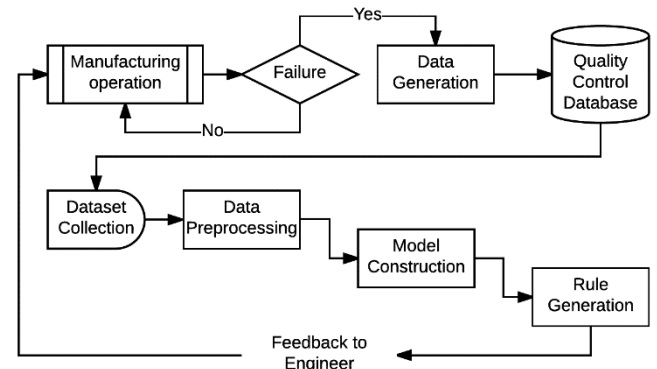 Yes
Manufacturing
operation
Failure
Data
Generation
Quality
Control
Database
No
Dataset
Collection
Data
Preprocessing
Model
Construction
Rule
Generation
Feedback to
Engineer